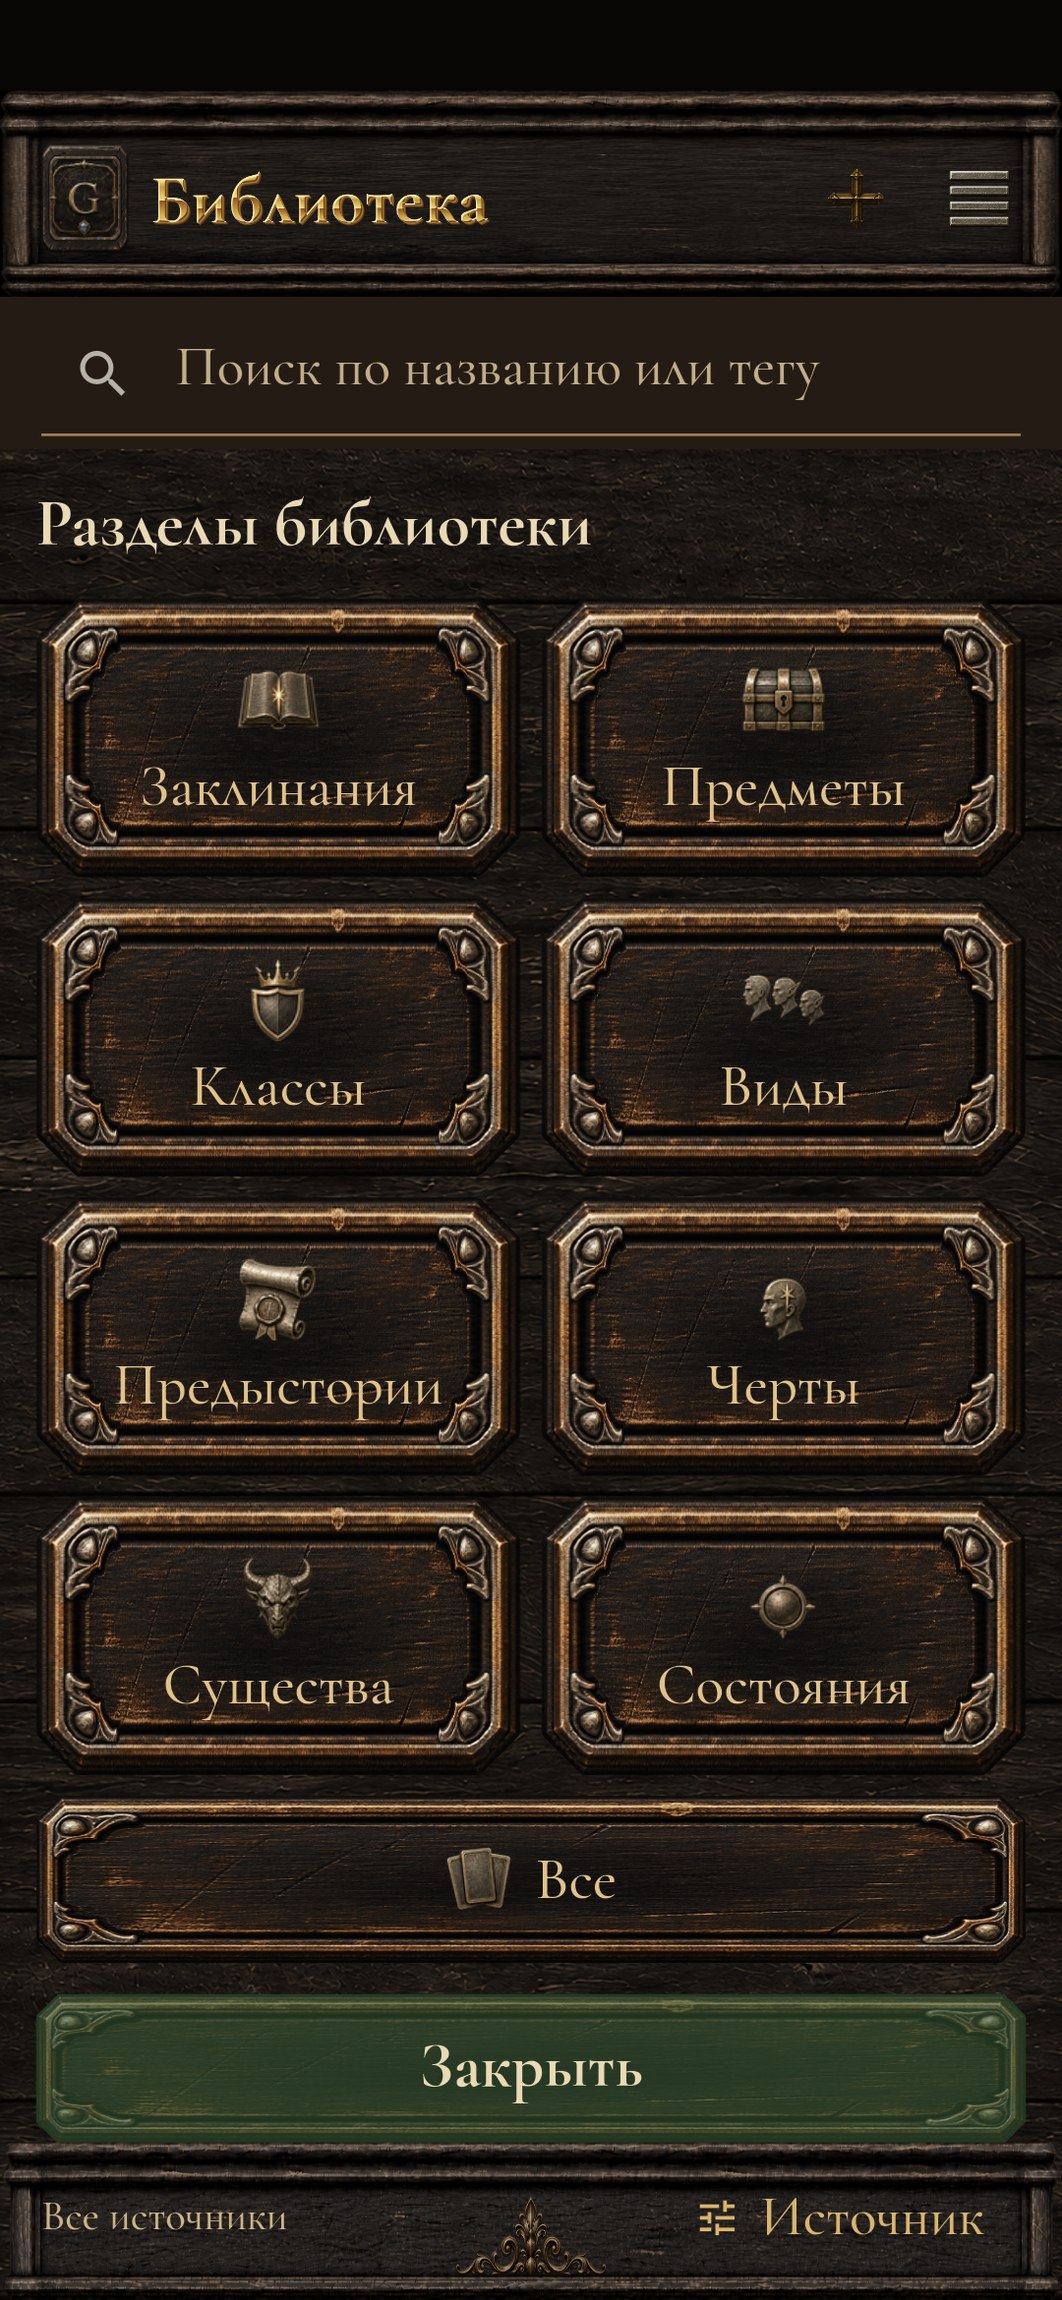 G
Библиотека
Поиск по названию или тегу
Разделы библиотеки
Заклинания
Предметы
Классы
Виды
Предыстории
Черты
Существа
Состояния
Все
Закрыть
Все источники
Источник